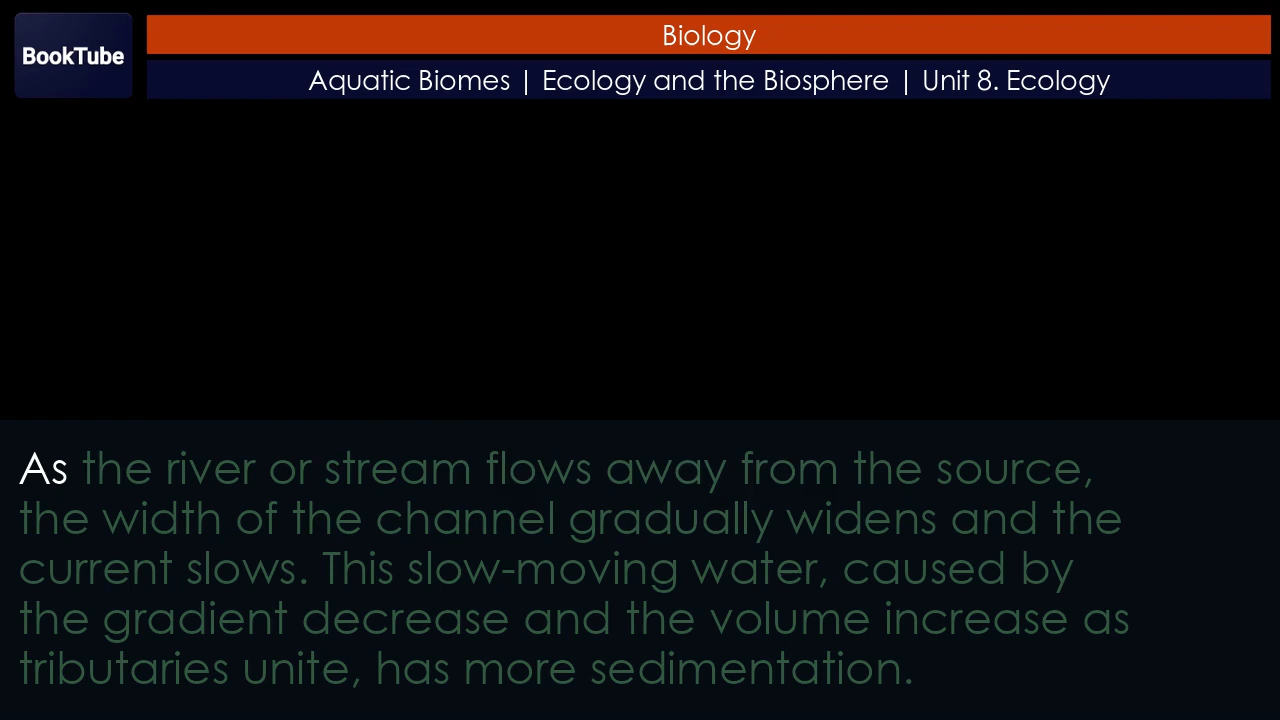 BookTube
Biology
Aquatic Biomes | Ecology and the Biosphere | Unit 8. Ecology
As the river or stream flows away from the source,
the width of the channel gradually widens and the
current slows. This slow-moving water, caused by
the gradient decrease and the volume increase as
tributaries unite, has more sedimentation.